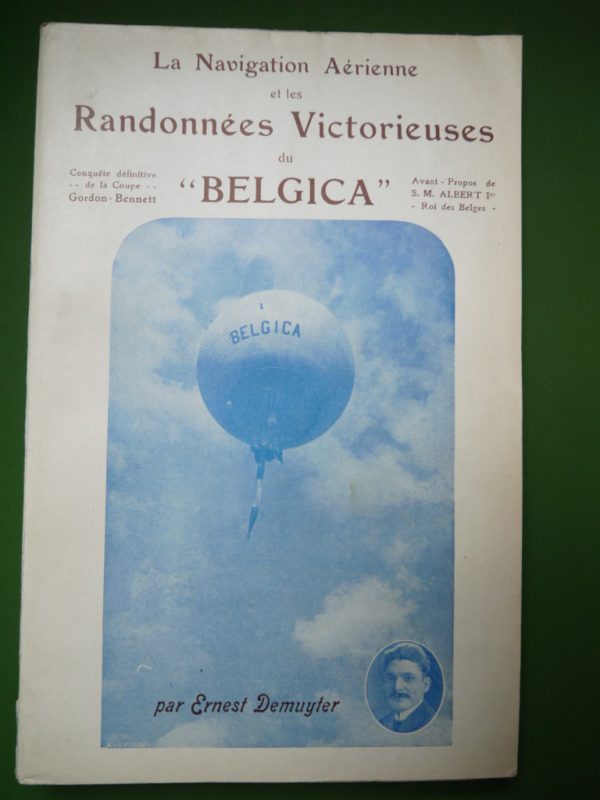 La Navigation Aérienne
et les
Randonnées Victorieuses
du
Conquête définitive
-- de la Coupe --
Gordon-Bennett
"BELGICA"
Avant-Propos de
S. M. ALBERT Ier
- Roi des Belges -
BELGICA
par Ernest Demuyter